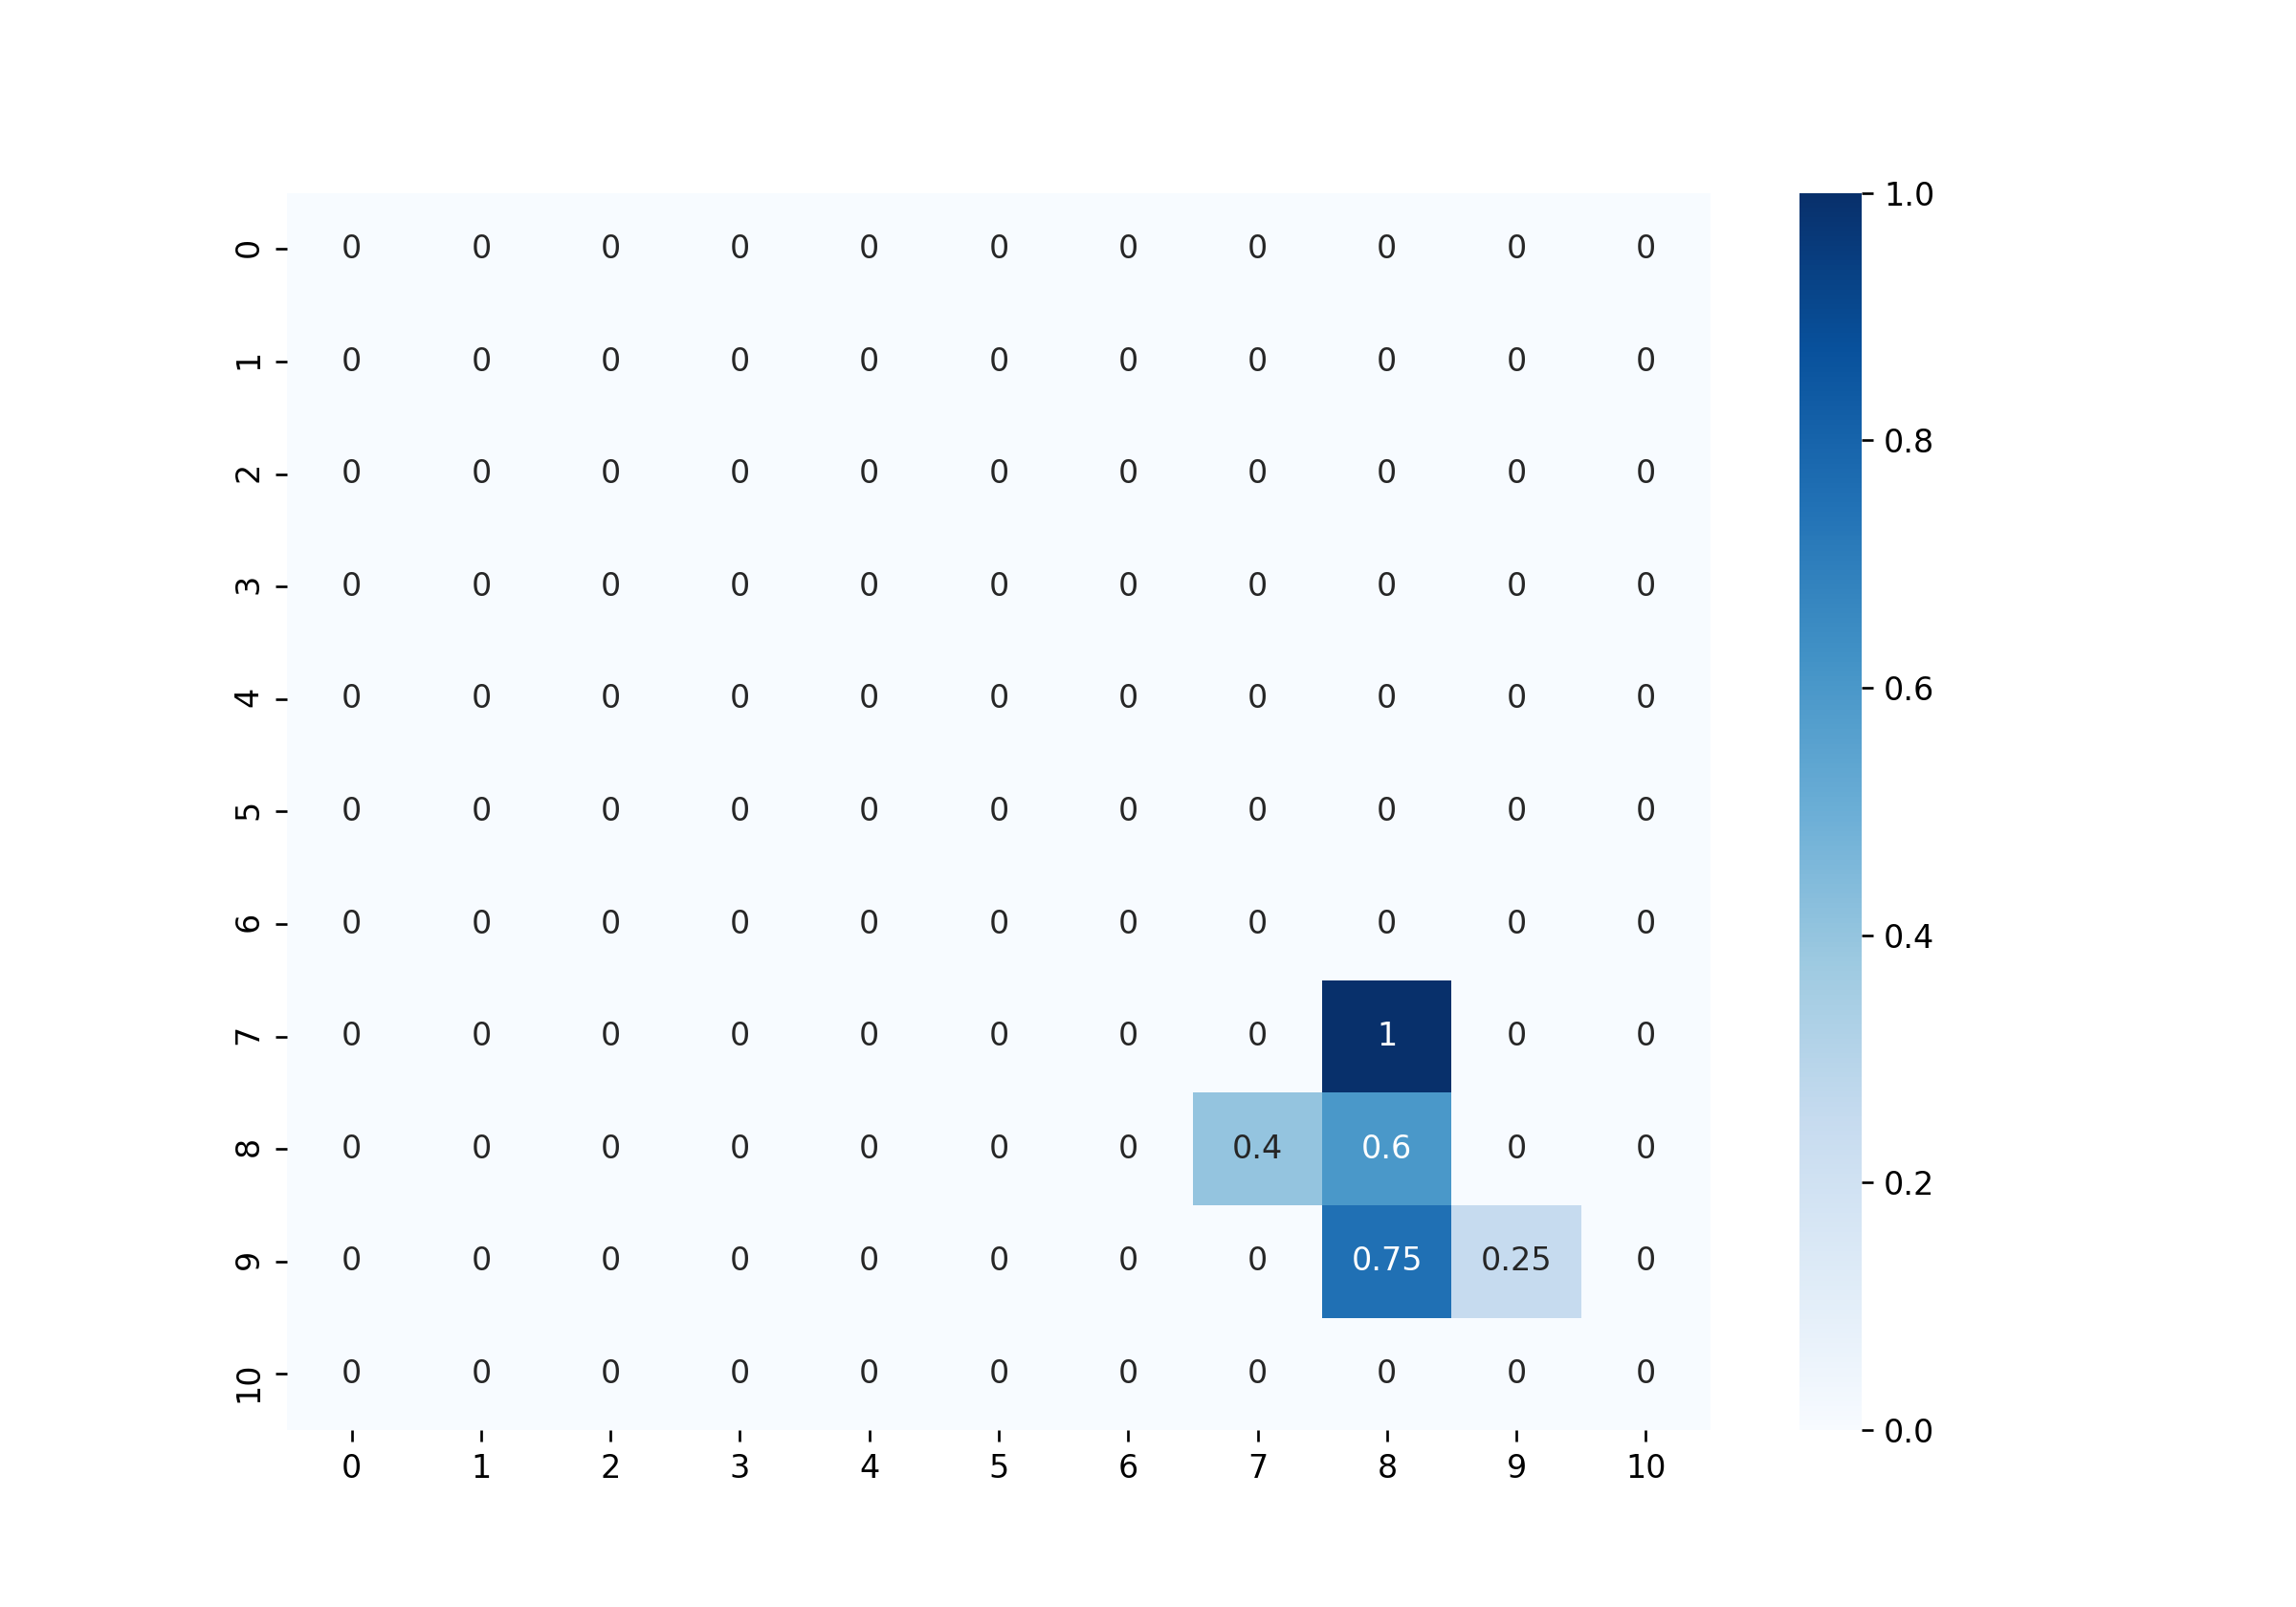 0 0 0 0 0 0 0 0 0 0 0 0
1 0 0 0 0 0 0 0 0 0 0 0
2 0 0 0 0 0 0 0 0 0 0 0
3 0 0 0 0 0 0 0 0 0 0 0
4 0 0 0 0 0 0 0 0 0 0 0
5 0 0 0 0 0 0 0 0 0 0 0
6 0 0 0 0 0 0 0 0 0 0 0
7 0 0 0 0 0 0 0 0 1 0 0
8 0 0 0 0 0 0 0 0.4 0.6 0 0
9 0 0 0 0 0 0 0 0 0.75 0.25 0
10 0 0 0 0 0 0 0 0 0 0 0
0 1 2 3 4 5 6 7 8 9 10
1.0
0.8
0.6
0.4
0.2
0.0